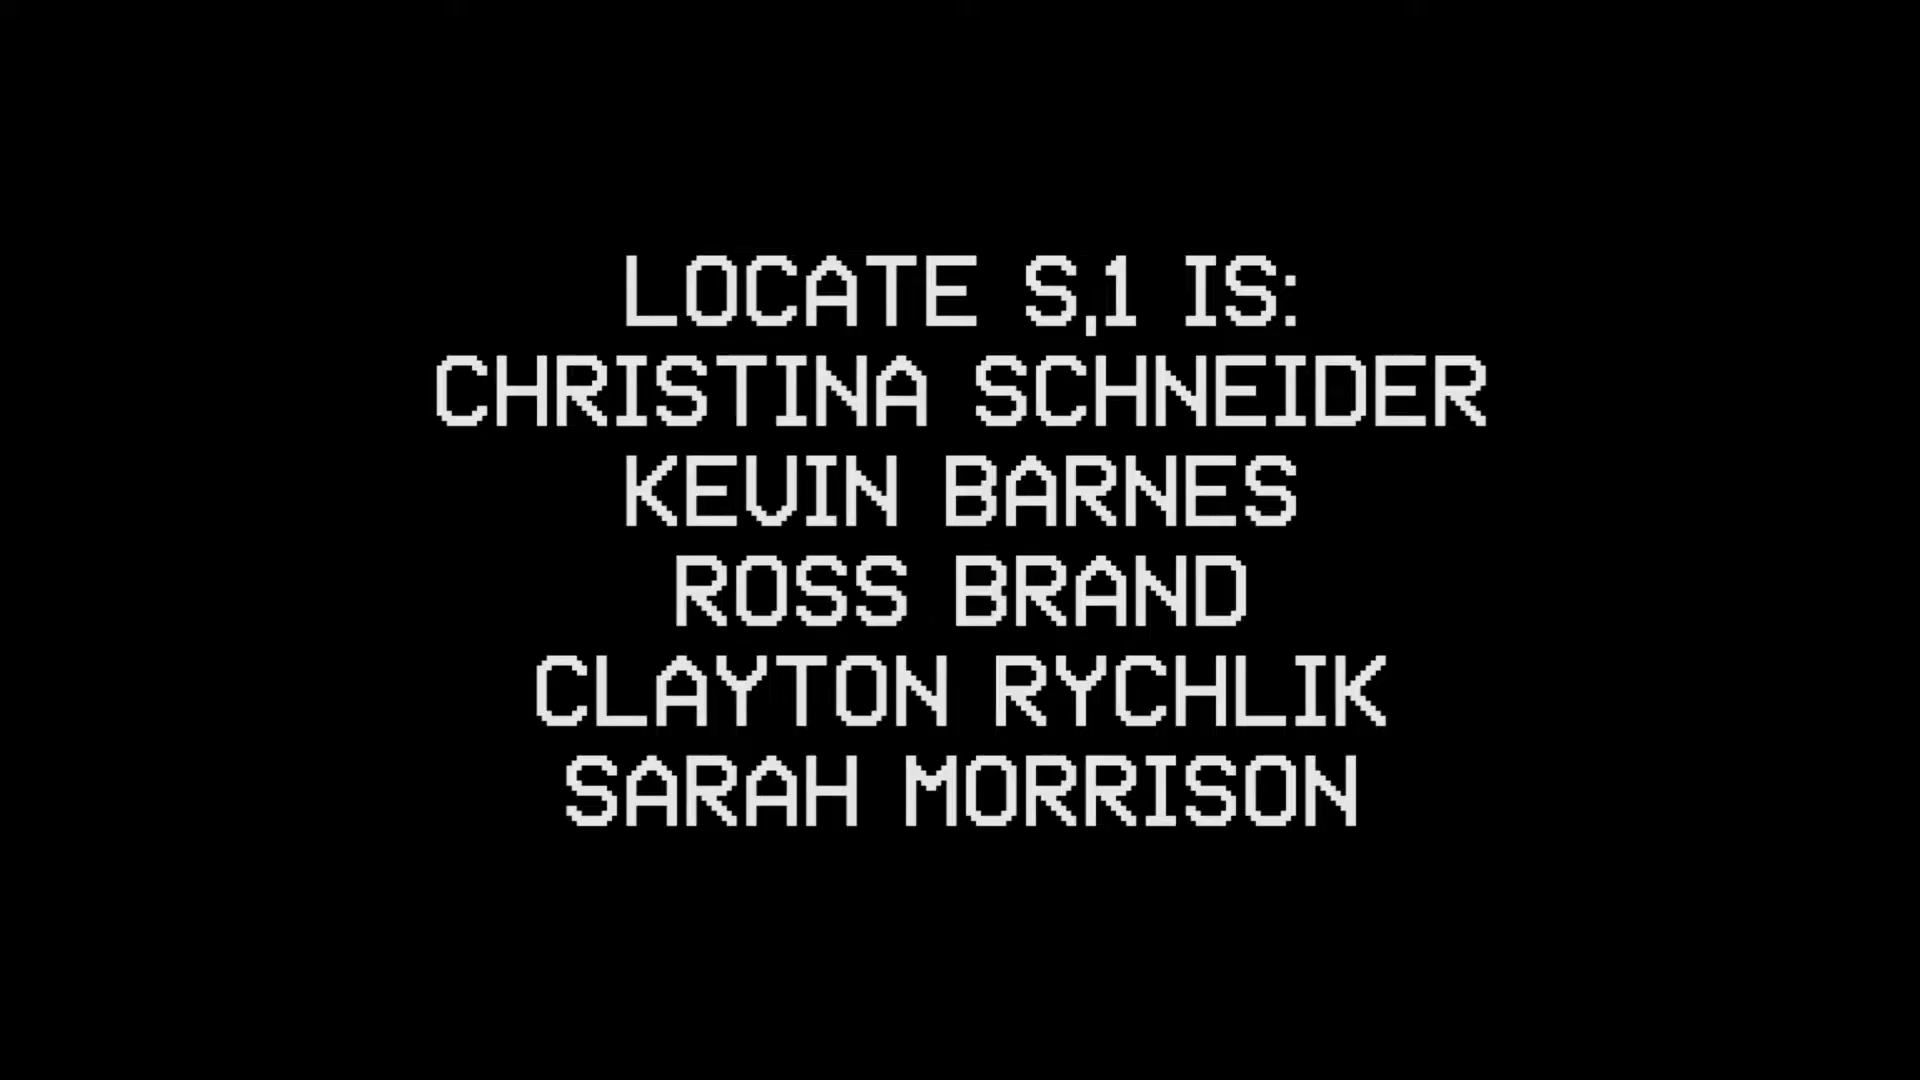 LOCATE S,1 IS:
CHRISTINA SCHNEIDER
KEVIN BARNES
ROSS BRAND
CLAYTON RYCHLIK
SARAH MORRISON